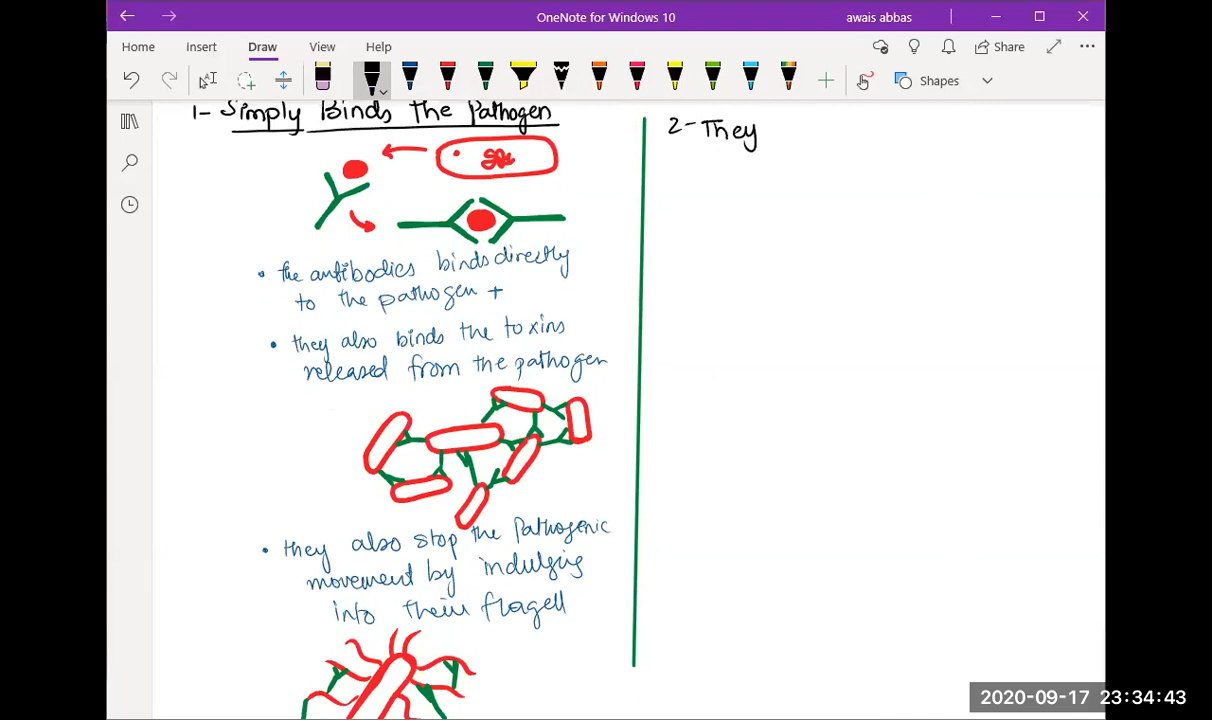 OneNote for Windows 10
awais abbas
Home Insert Draw View Help
Share
Shapes
1- Simply Binds the Pathogen
• the antibodies binds directly
to the pathogen +
• they also binds the toxins
released from the pathogen
• they also stop the Pathogenic
movement by indulging
into their flagell
2- They
2020-09-17 23:34:43